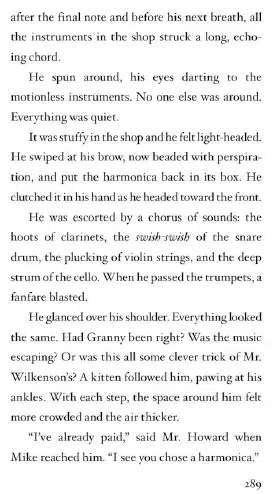 after the final note and before his next breath, all
the instruments in the shop struck a long, echo-
ing chord.
He spun around, his eyes darting to the
motionless instruments. No one else was around.
Everything was quiet.
It was stuffy in the shop and he felt light-headed.
He swiped at his brow, now beaded with perspira-
tion, and put the harmonica back in its box. He
clutched it in his hand as he headed toward the front.
He was escorted by a chorus of sounds: the
hoots of clarinets, the swish-swish of the snare
drum, the plucking of violin strings, and the deep
strum of the cello. When he passed the trumpets, a
fanfare blasted.
He glanced over his shoulder. Everything looked
the same. Had Granny been right? Was the music
escaping? Or was this all some clever trick of Mr.
Wilkenson's? A kitten followed him, pawing at his
ankles. With each step, the space around him felt
more crowded and the air thicker.
"I've already paid," said Mr. Howard when
Mike reached him. "I see you chose a harmonica."
289